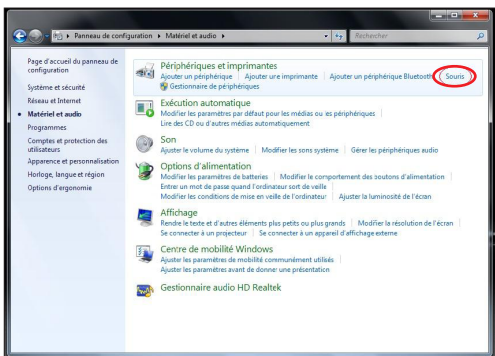 Panneau de configuration ▸ Matériel et audio ▸
Rechercher
Page d'accueil du panneau de
configuration
Système et sécurité
Réseau et Internet
Matériel et audio
Programmes
Comptes et protection des
utilisateurs
Apparence et personnalisation
Horloge, langue et région
Options d'ergonomie
Périphériques et imprimantes
Ajouter un périphérique | Ajouter une imprimante | Ajouter un périphérique Bluetooth | Souris
Gestionnaire de périphériques
Exécution automatique
Modifier les paramètres par défaut pour les médias ou les périphériques
Lire des CD ou d'autres médias automatiquement
Son
Ajuster le volume du système | Modifier les sons système | Gérer les périphériques audio
Options d'alimentation
Modifier les paramètres de batteries | Modifier le comportement des boutons d'alimentation
Entrer un mot de passe quand l'ordinateur sort de veille
Modifier les conditions de mise en veille de l'ordinateur | Ajuster la luminosité de l'écran
Affichage
Rendre le texte et d'autres éléments plus petits ou plus grands | Modifier la résolution de l'écran
Se connecter à un projecteur | Se connecter à un appareil d'affichage externe
Centre de mobilité Windows
Ajuster les paramètres de mobilité communément utilisés
Ajuster les paramètres avant de donner une présentation
Gestionnaire audio HD Realtek